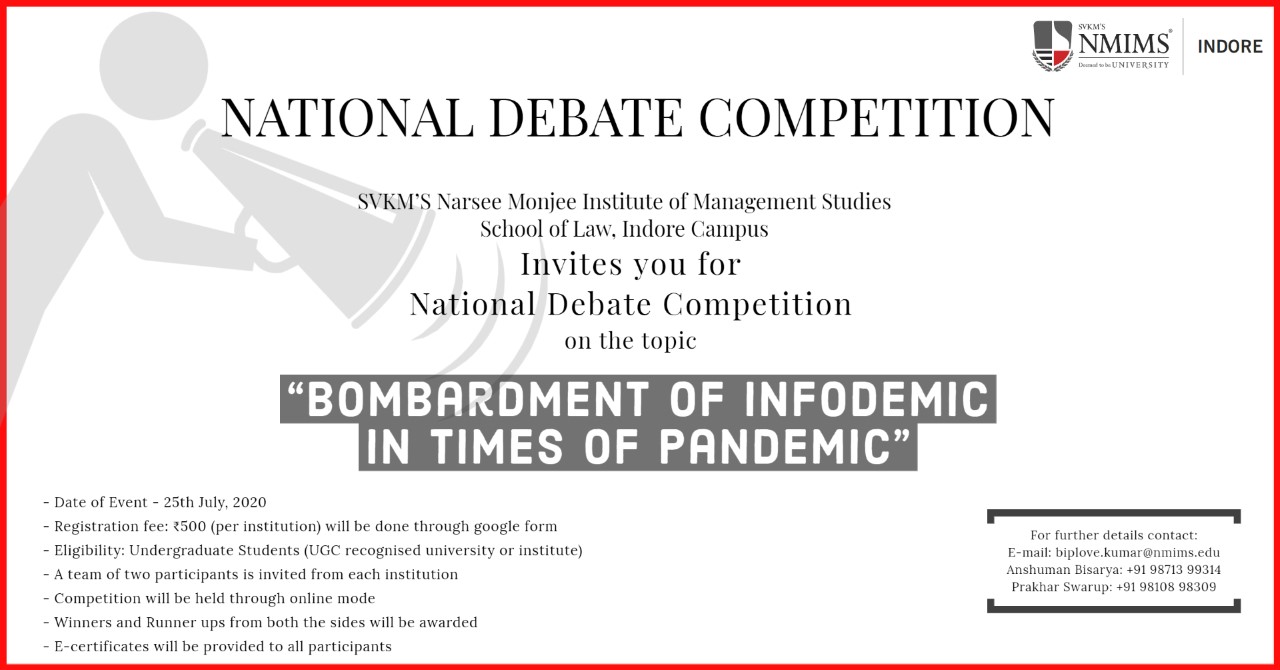 SVKM'S
NMIMS
Deemed to be UNIVERSITY
INDORE
NATIONAL DEBATE COMPETITION
SVKM'S Narsee Monjee Institute of Management Studies
School of Law, Indore Campus
Invites you for
National Debate Competition
on the topic
“BOMBARDMENT OF INFODEMIC
IN TIMES OF PANDEMIC”
- Date of Event - 25th July, 2020
- Registration fee: ₹500 (per institution) will be done through google form
- Eligibility: Undergraduate Students (UGC recognised university or institute)
- A team of two participants is invited from each institution
- Competition will be held through online mode
- Winners and Runner ups from both the sides will be awarded
- E-certificates will be provided to all participants
For further details contact:
E-mail: biplove.kumar@nmims.edu
Anshuman Bisarya: +91 98713 99314
Prakhar Swarup: +91 98108 98309